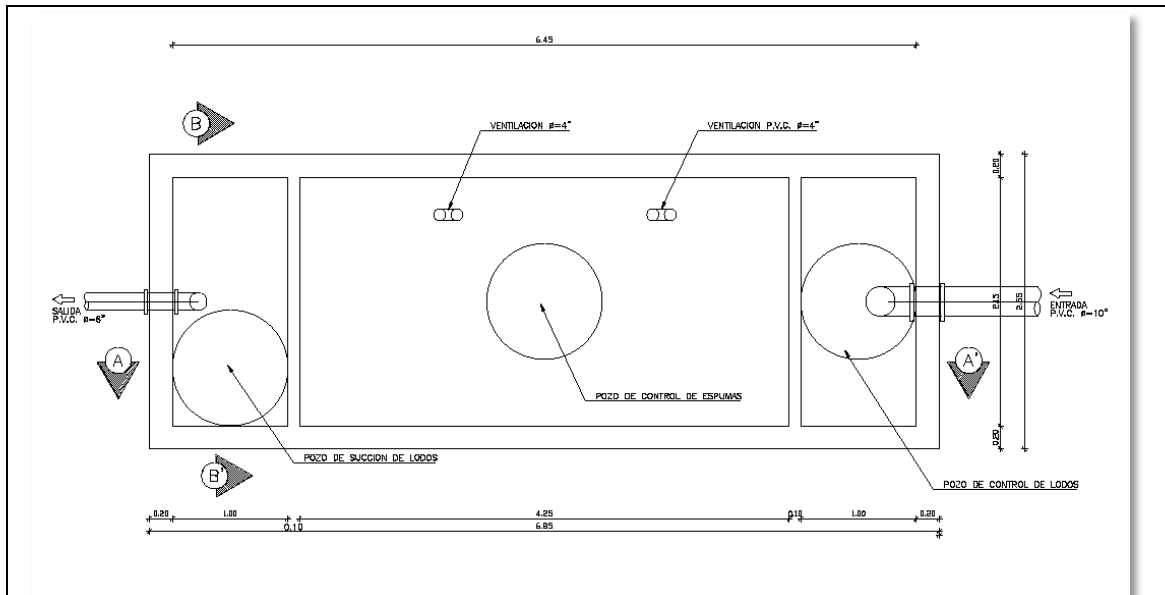 6.45
B
VENTILACION ø=4"
VENTILACION P.V.C. ø=4"
0.20
SALIDA
P.V.C. ø=6"
2.15
2.55
ENTRADA
P.V.C. ø=10"
A
A'
POZO DE CONTROL DE ESPUMAS
0.20
POZO DE SUCCION DE LODOS
B'
POZO DE CONTROL DE LODOS
0.20
1.00
0.10
4.25
0.10
1.00
0.20
6.85